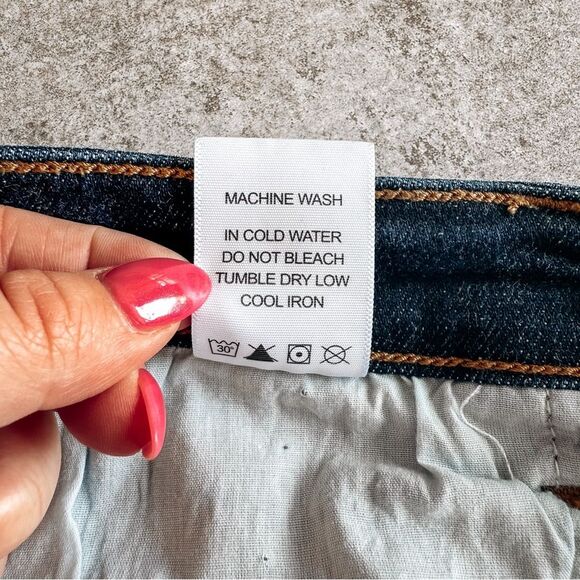 MACHINE WASH
IN COLD WATER
DO NOT BLEACH
TUMBLE DRY LOW
COOL IRON
30°